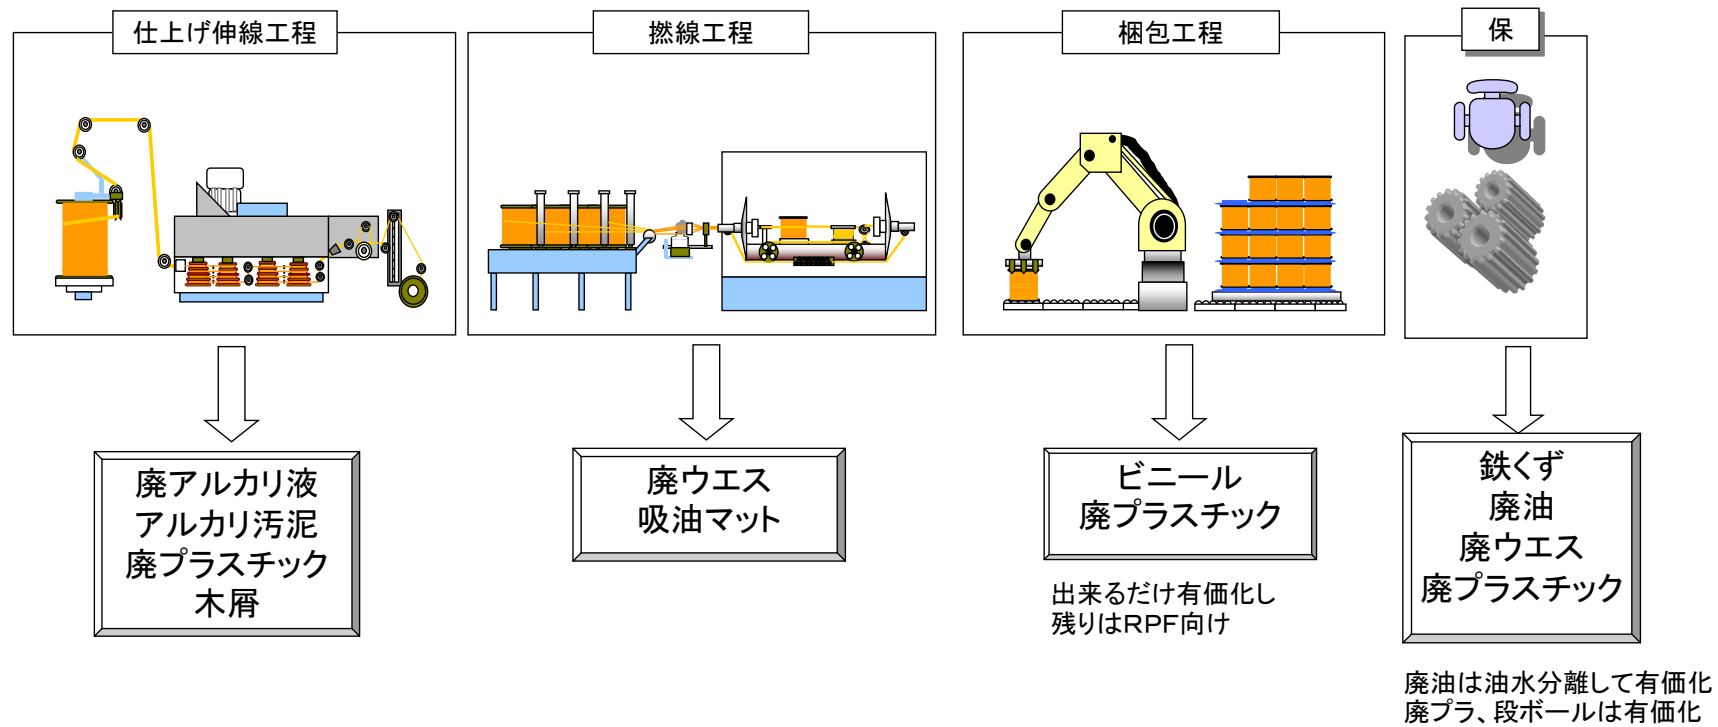 仕上げ伸線工程
撚線工程
梱包工程
保
廃アルカリ液
アルカリ汚泥
廃プラスチック
木屑
廃ウエス
吸油マット
ビニール
廃プラスチック
出来るだけ有価化し
残りはRPF向け
鉄くず
廃油
廃ウエス
廃プラスチック
廃油は油水分離して有価化
廃プラ、段ボールは有価化